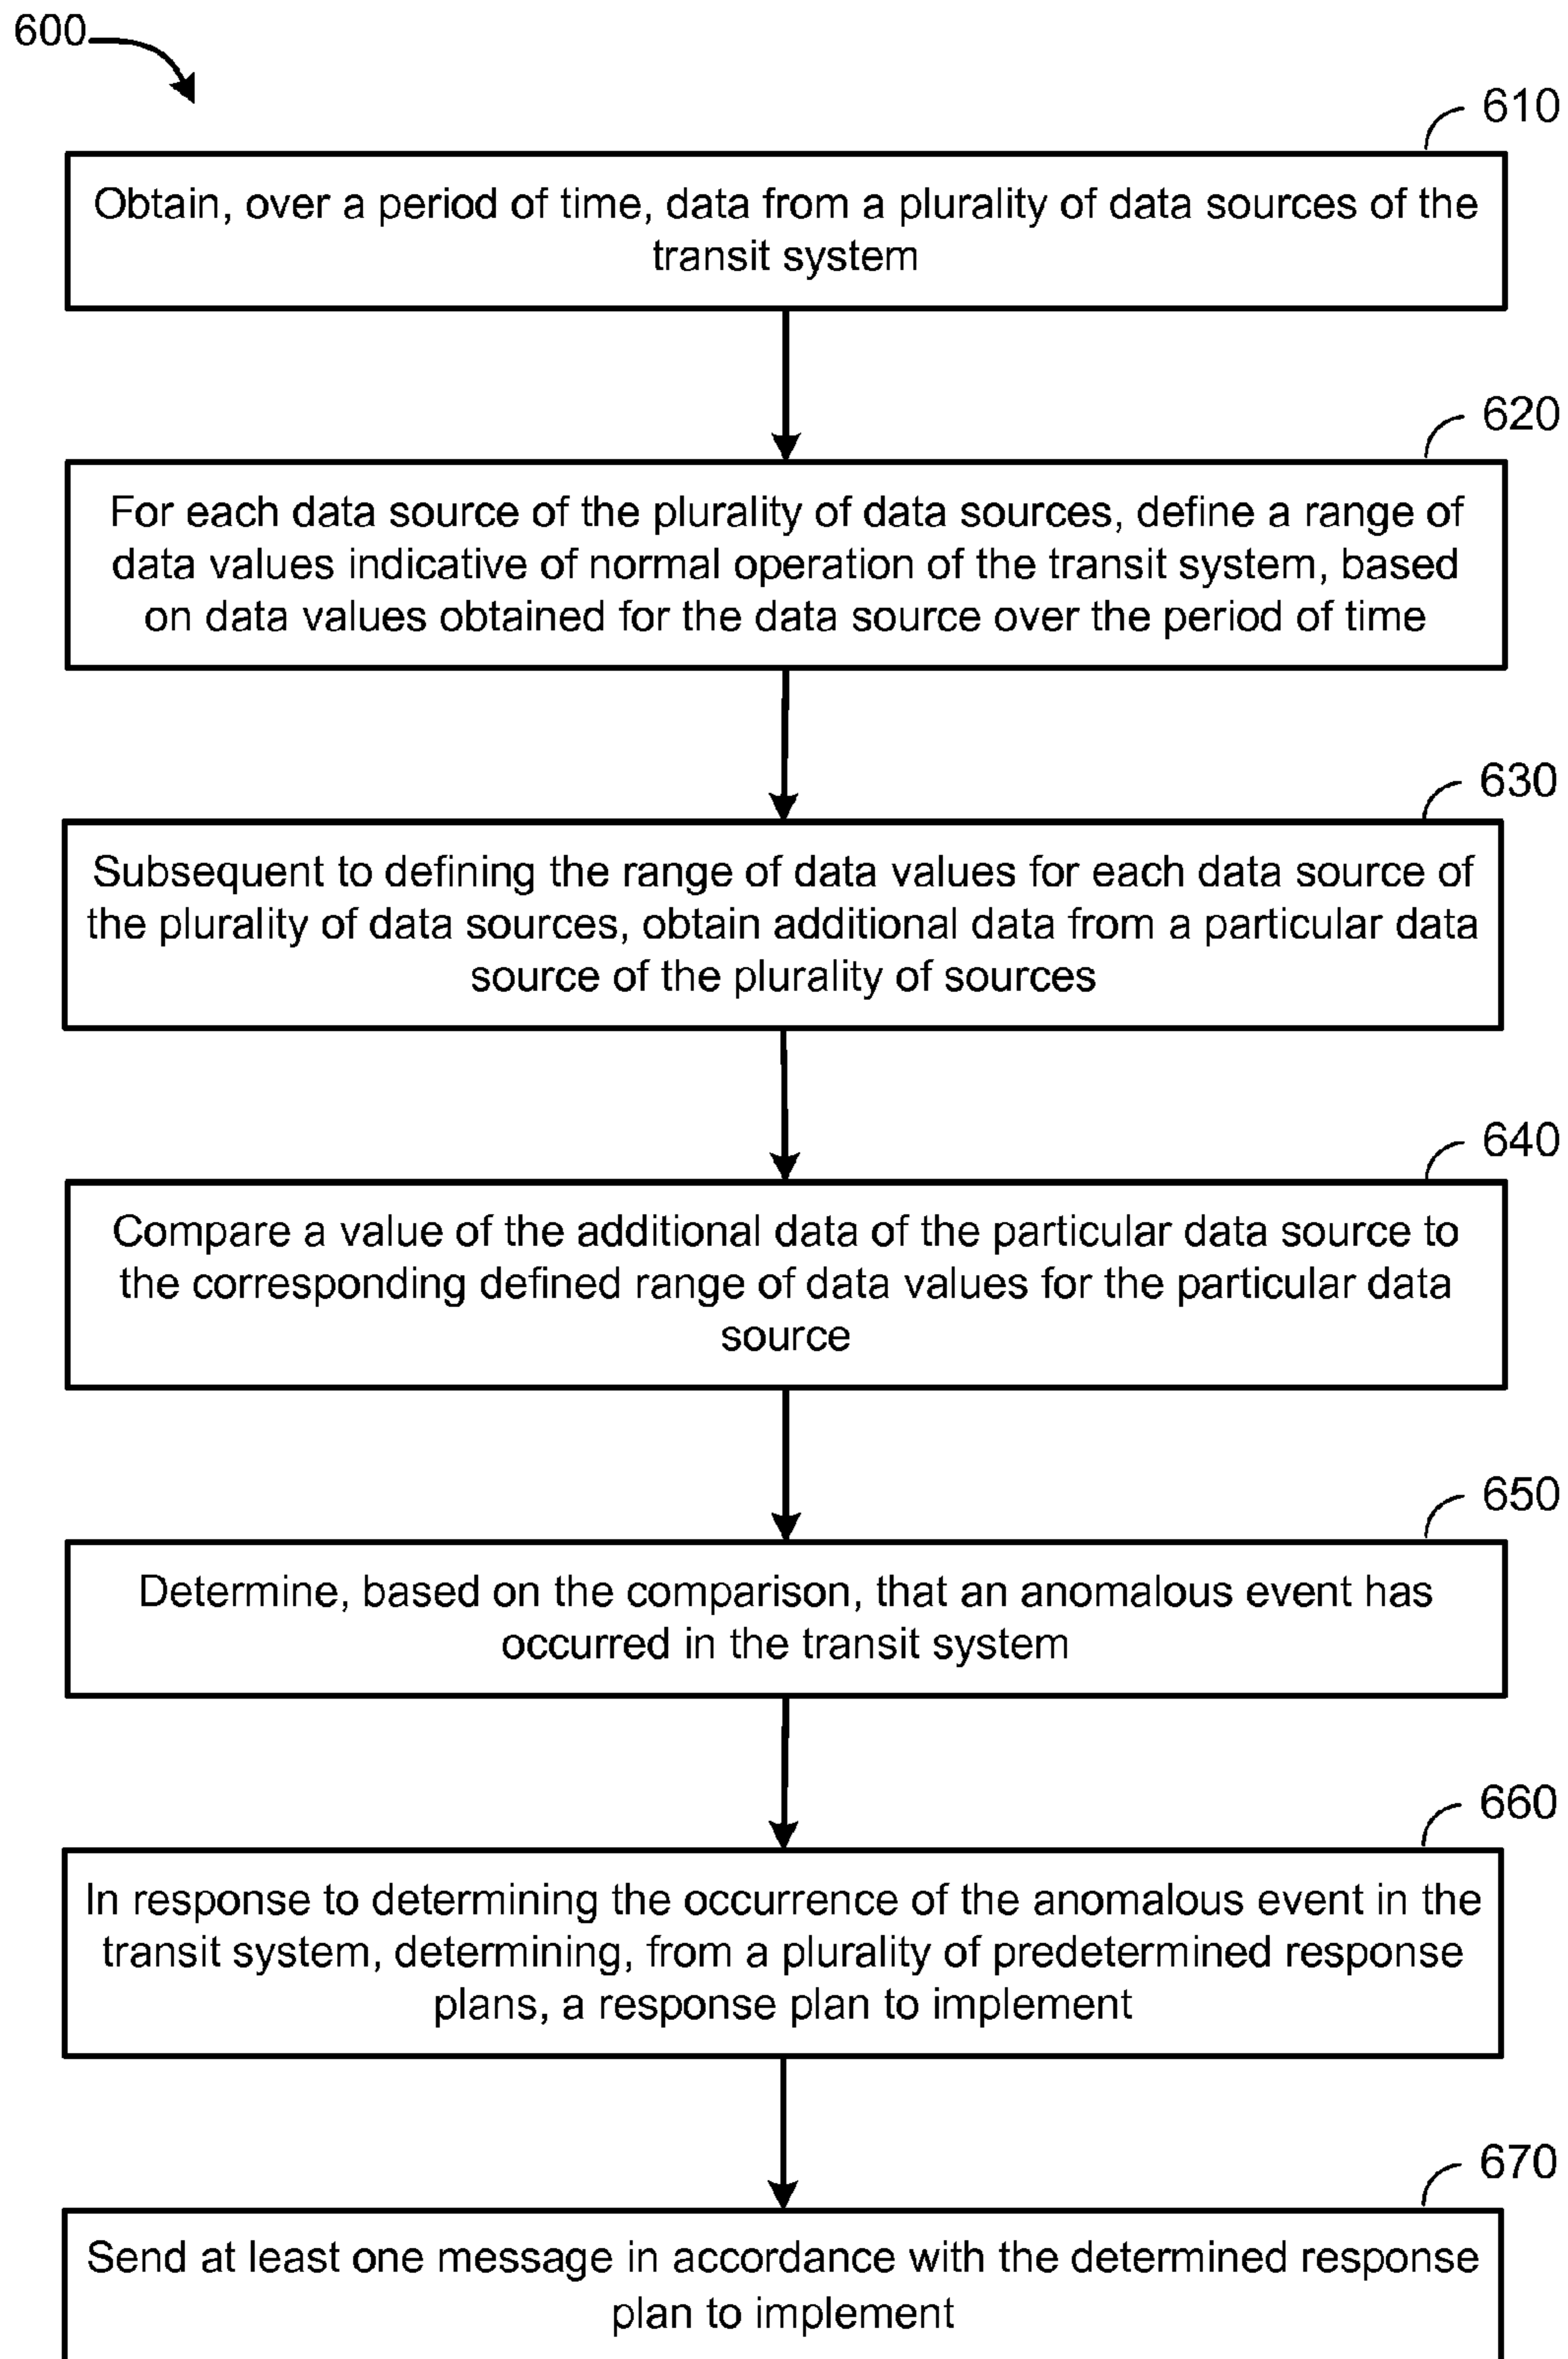 600
610
Obtain, over a period of time, data from a plurality of data sources of the
transit system
620
For each data source of the plurality of data sources, define a range of
data values indicative of normal operation of the transit system, based
on data values obtained for the data source over the period of time
630
Subsequent to defining the range of data values for each data source of
the plurality of data sources, obtain additional data from a particular data
source of the plurality of sources
640
Compare a value of the additional data of the particular data source to
the corresponding defined range of data values for the particular data
source
650
Determine, based on the comparison, that an anomalous event has
occurred in the transit system
660
In response to determining the occurrence of the anomalous event in the
transit system, determining, from a plurality of predetermined response
plans, a response plan to implement
670
Send at least one message in accordance with the determined response
plan to implement